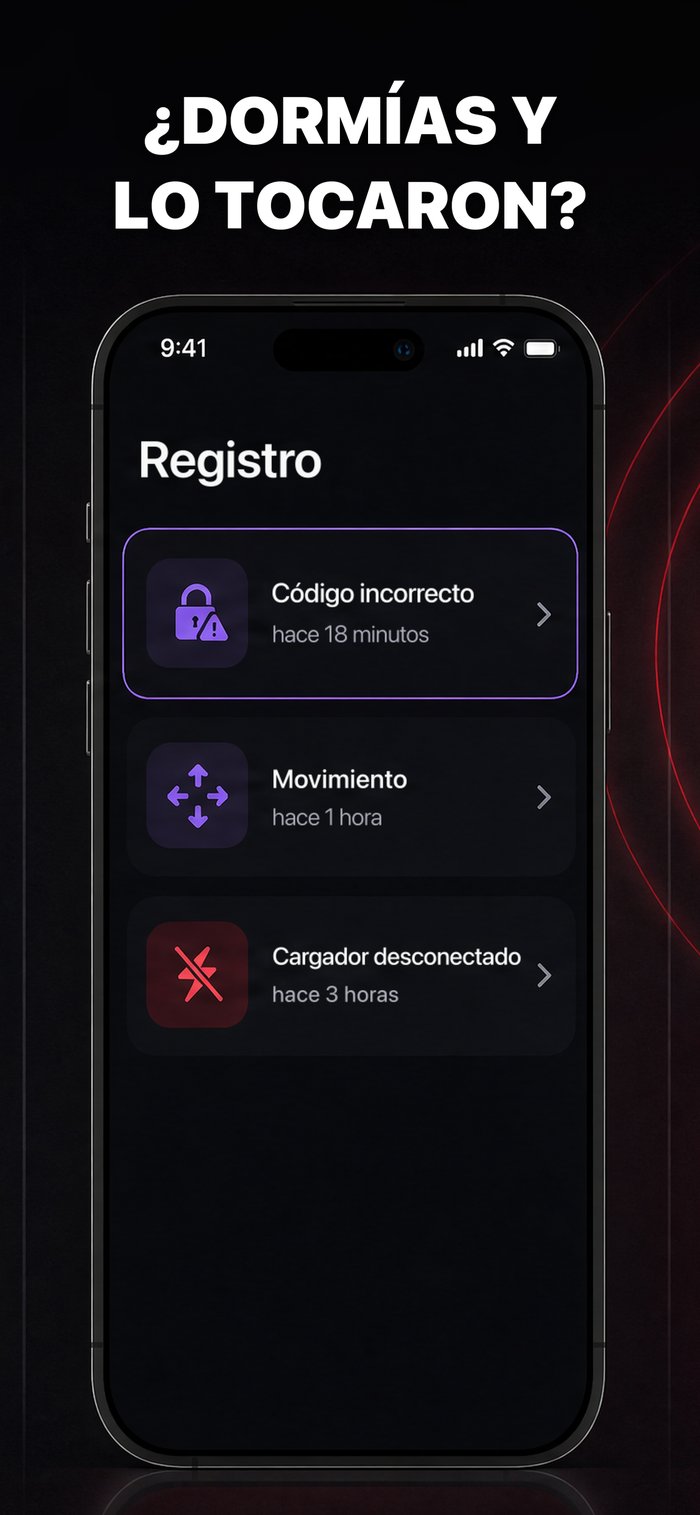 ¿DORMÍAS Y
LO TOCARON?
9:41
Registro
Código incorrecto
hace 18 minutos
Movimiento
hace 1 hora
Cargador desconectado
hace 3 horas